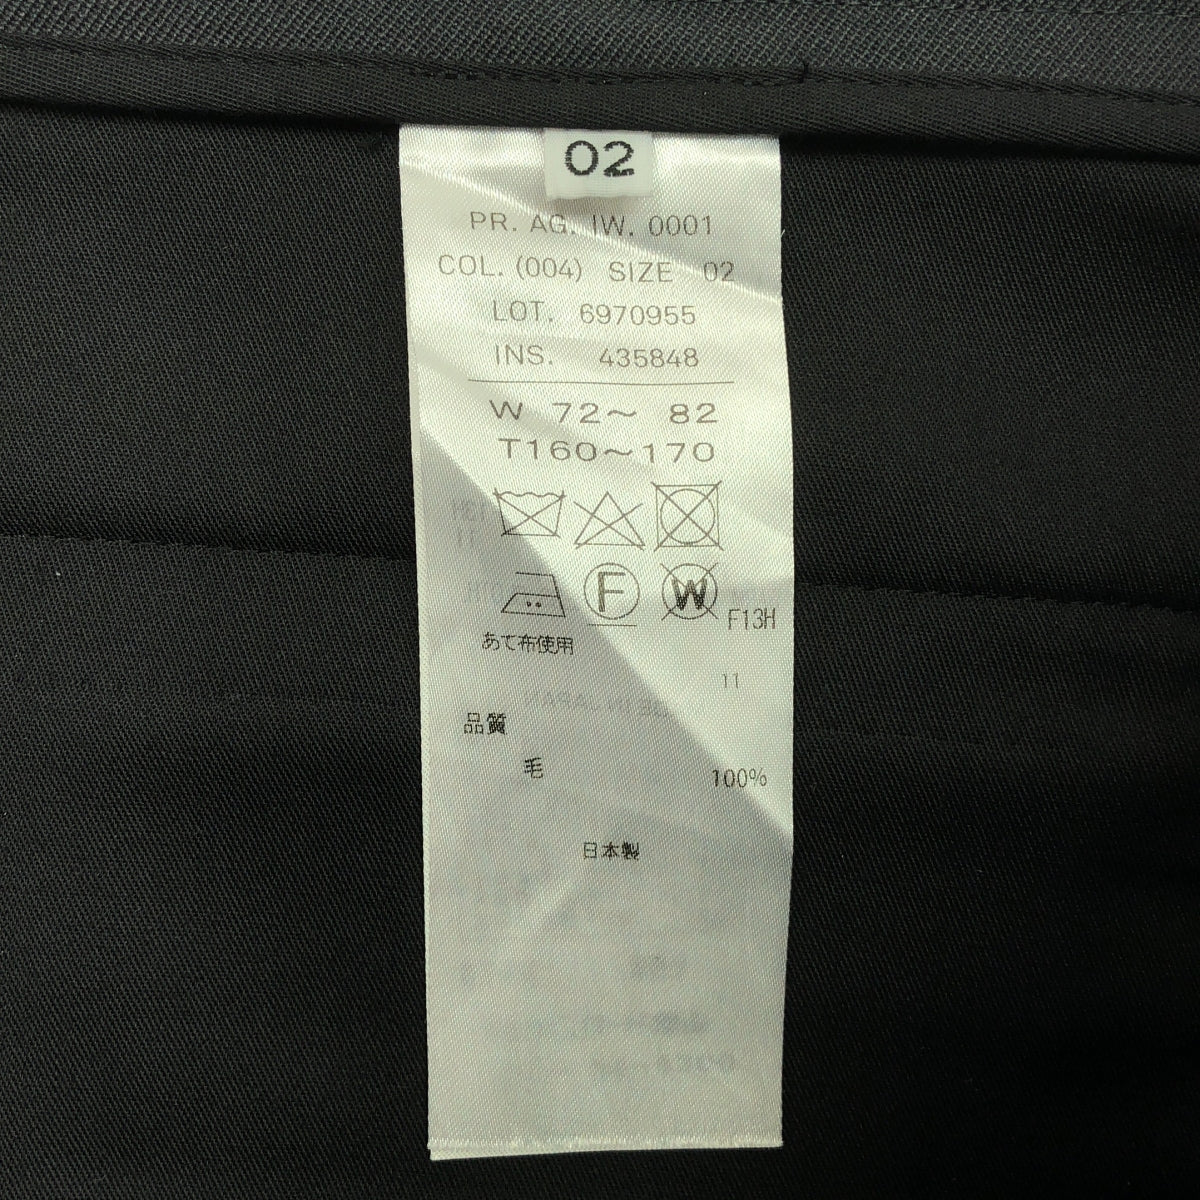 02
PR. AG. IW. 0001
COL. (004) SIZE 02
LOT. 6970955
INS. 435848
W 72～ 82
T160～170
F W F13H
あて布使用
11
品質
毛 100%
日本製